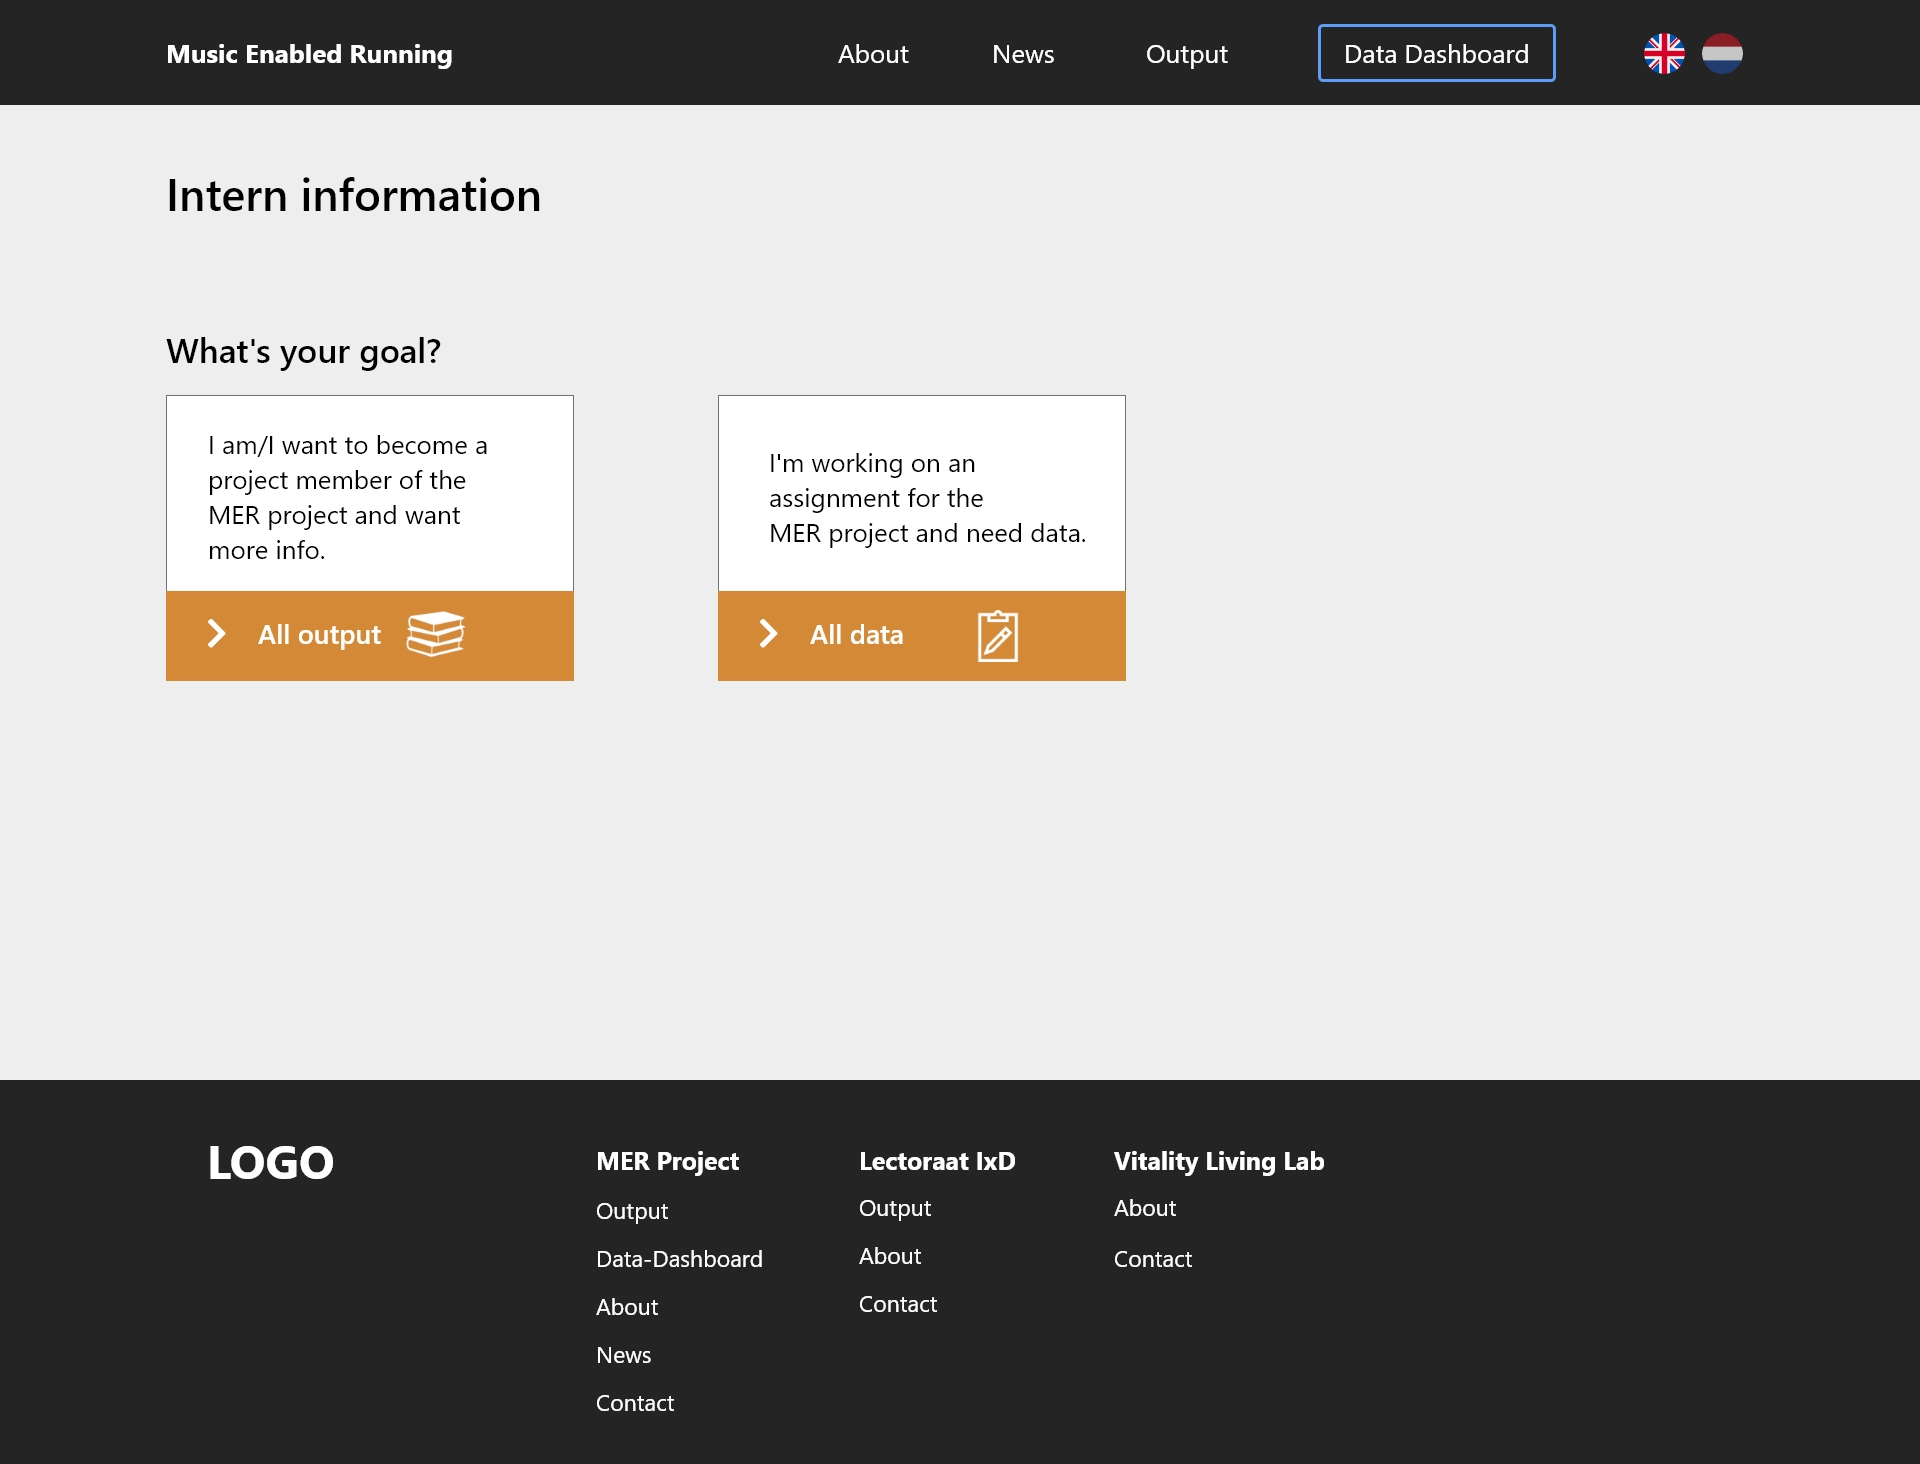 Music Enabled Running
About
News
Output
Data Dashboard
Intern information
What's your goal?
I am/I want to become a
project member of the
MER project and want
more info.
All output
I'm working on an
assignment for the
MER project and need data.
All data
LOGO
MER Project
Output
Data-Dashboard
About
News
Contact
Lectoraat IxD
Output
About
Contact
Vitality Living Lab
About
Contact